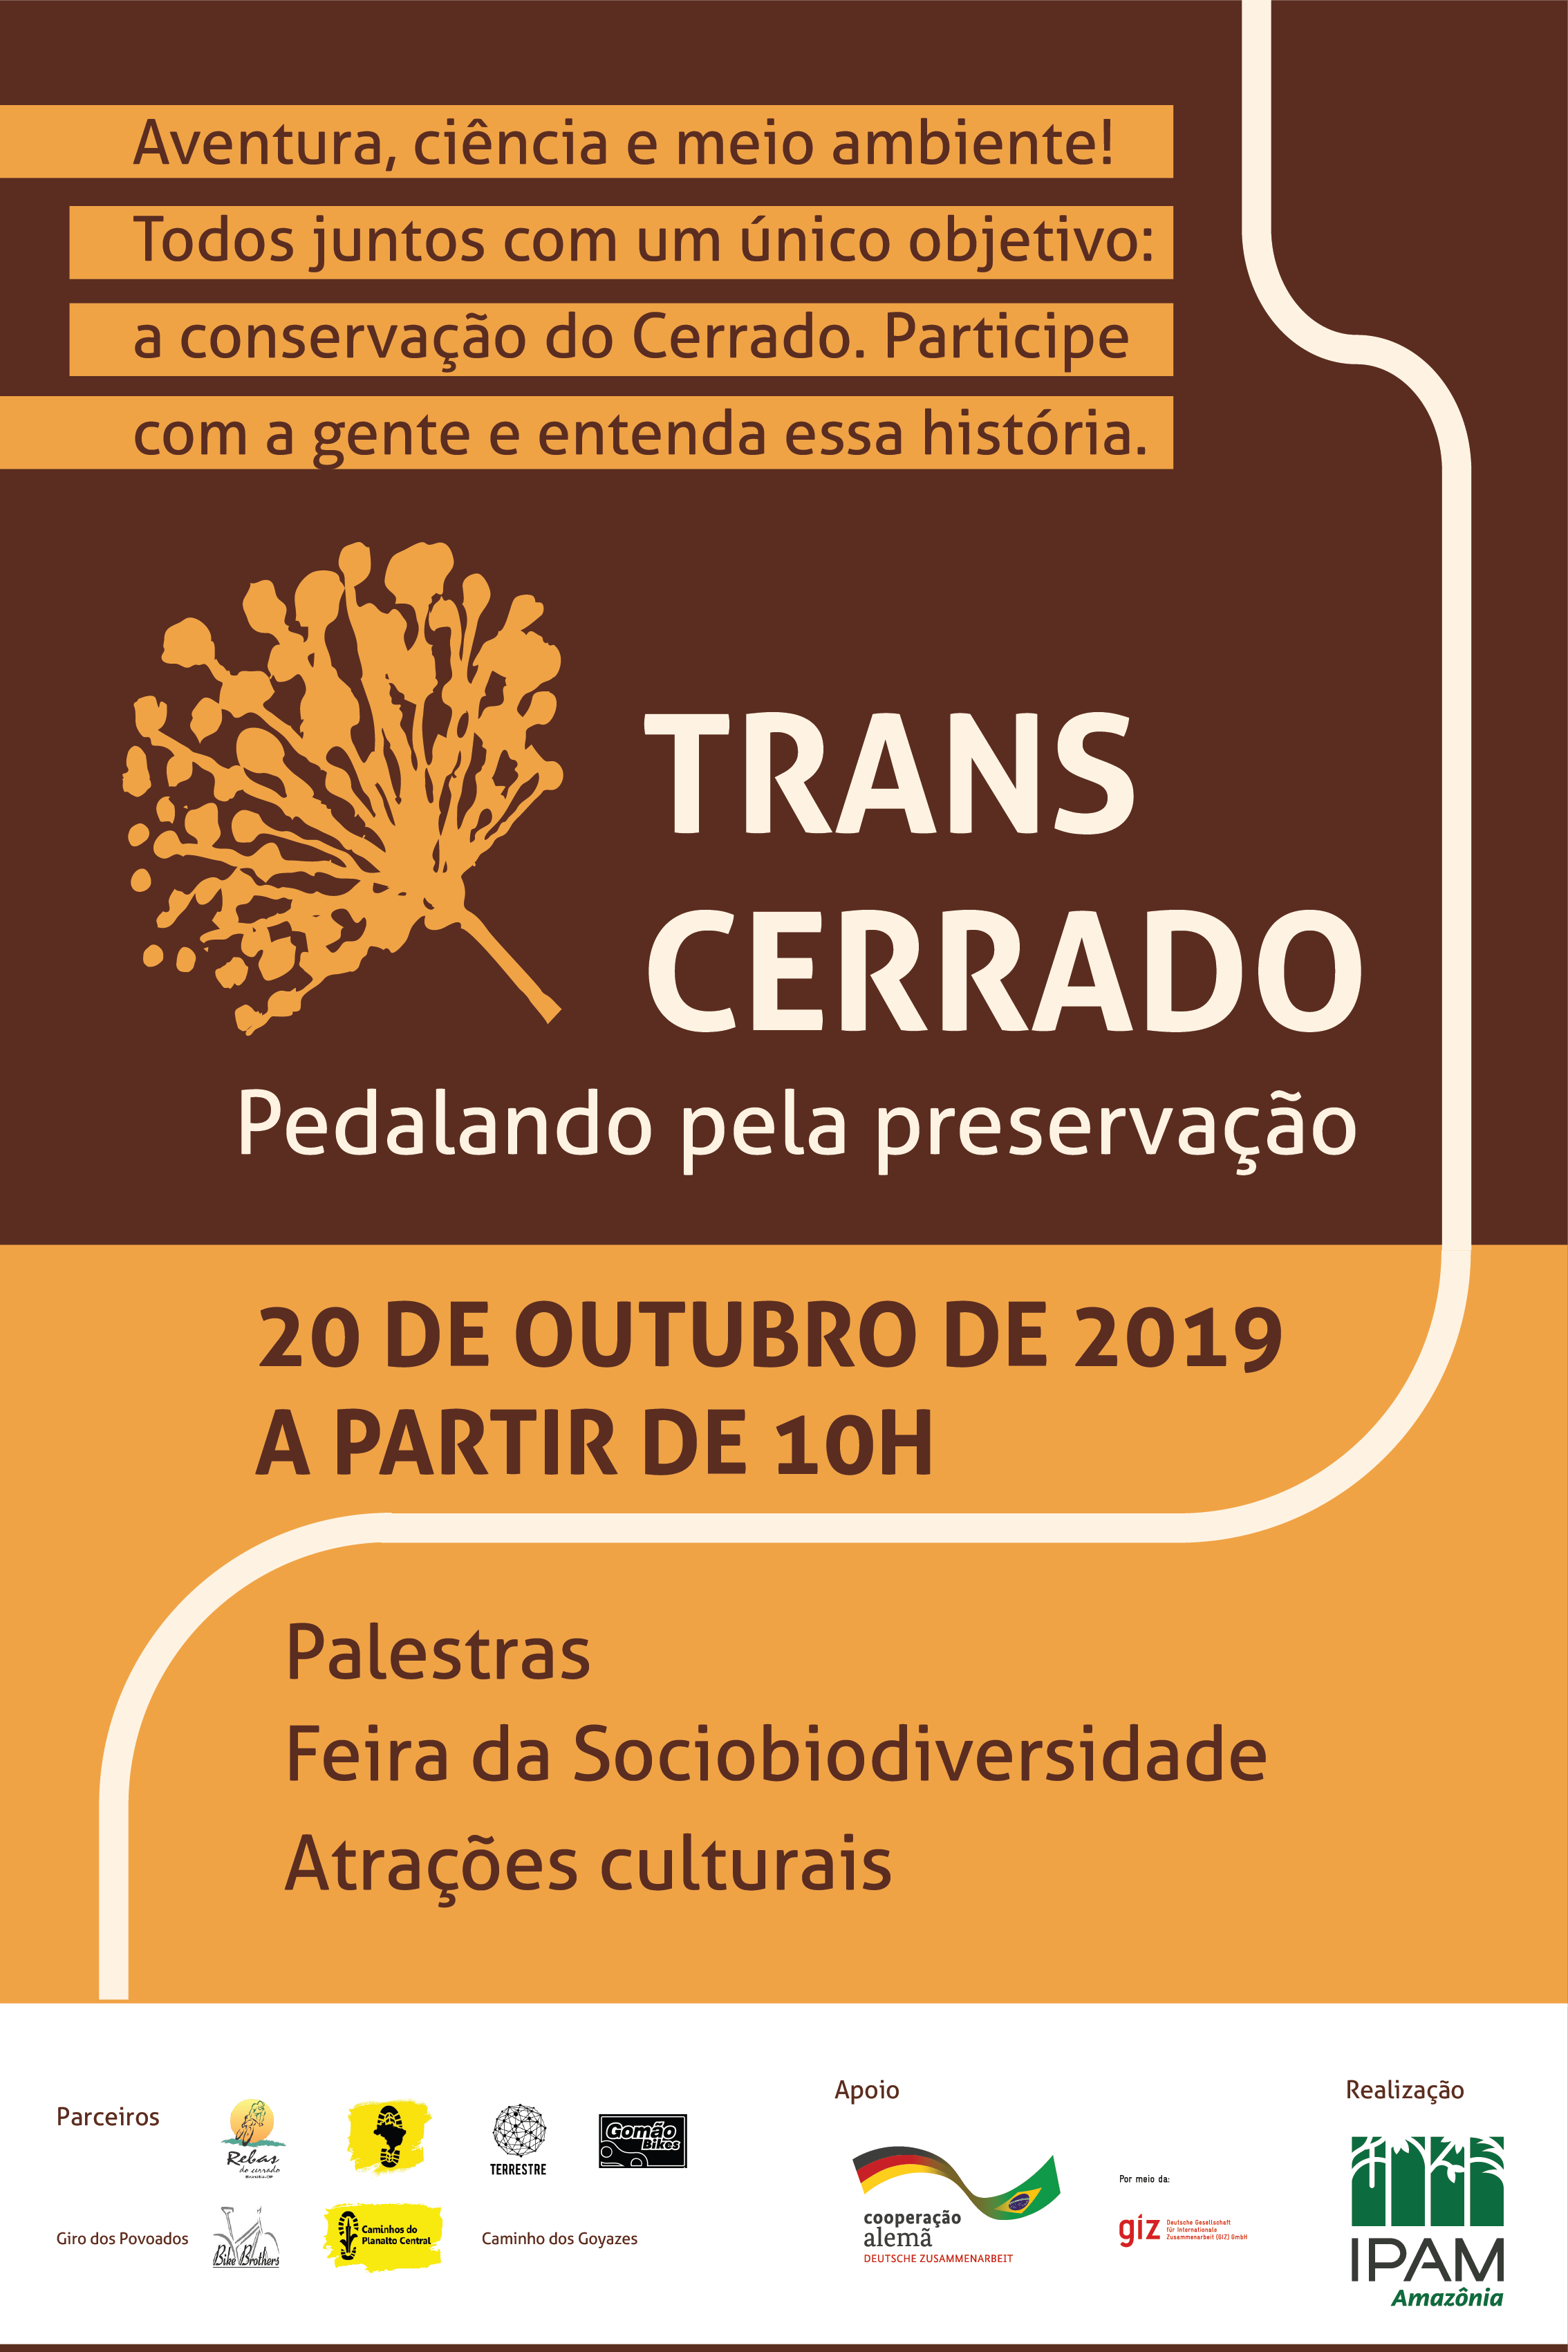 Aventura, ciência e meio ambiente!
Todos juntos com um único objetivo:
a conservação do Cerrado. Participe
com a gente e entenda essa história.
TRANS
CERRADO
Pedalando pela preservação
20 DE OUTUBRO DE 2019
A PARTIR DE 10H
Palestras
Feira da Sociobiodiversidade
Atrações culturais
Parceiros
Rebas
do cerrado
TERRESTRE
Gomão
Bikes
Giro dos Povoados
Bike Brothers
Caminhos do
Planalto Central
Caminho dos Goyazes
Apoio
cooperação
alemã
DEUTSCHE ZUSAMMENARBEIT
Por meio da:
giz
Deutsche Gesellschaft
für Internationale
Zusammenarbeit (GIZ) GmbH
Realização
IPAM
Amazônia